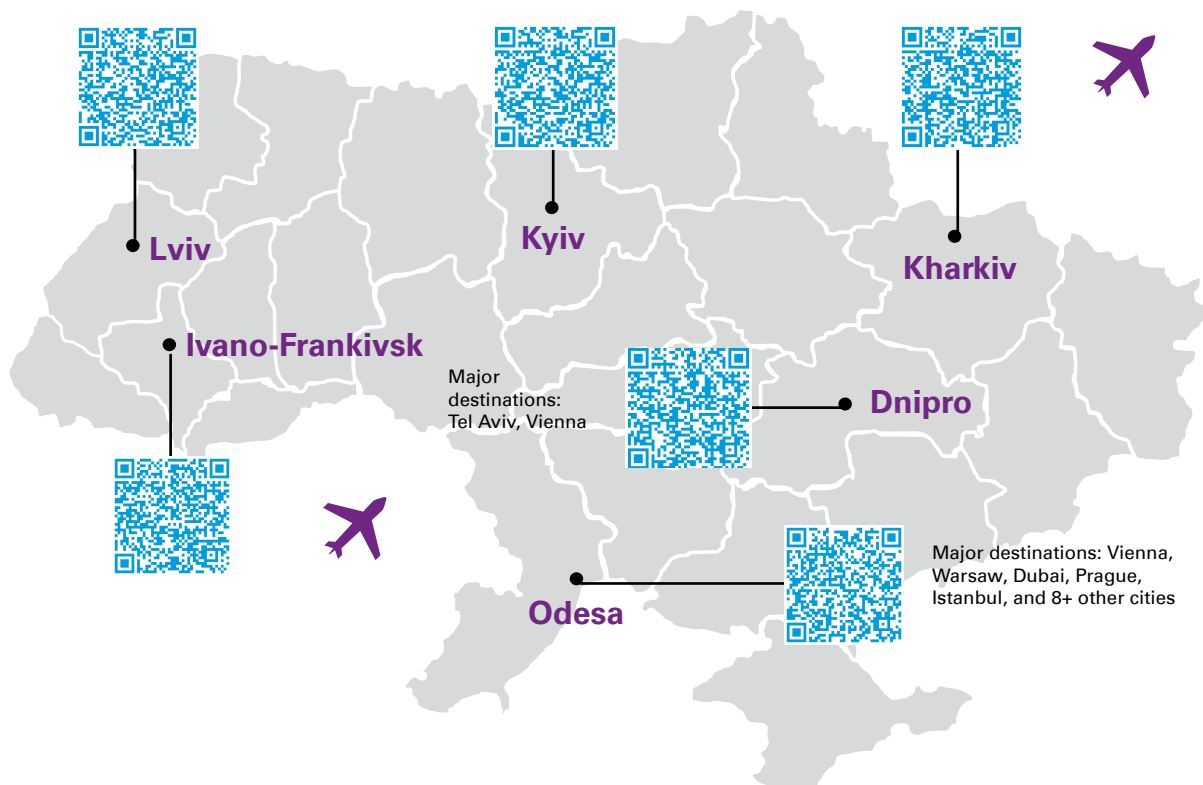 Lviv
Kyiv
Kharkiv
Ivano-Frankivsk
Major
destinations:
Tel Aviv, Vienna
Dnipro
Major destinations: Vienna,
Warsaw, Dubai, Prague,
Istanbul, and 8+ other cities
Odesa